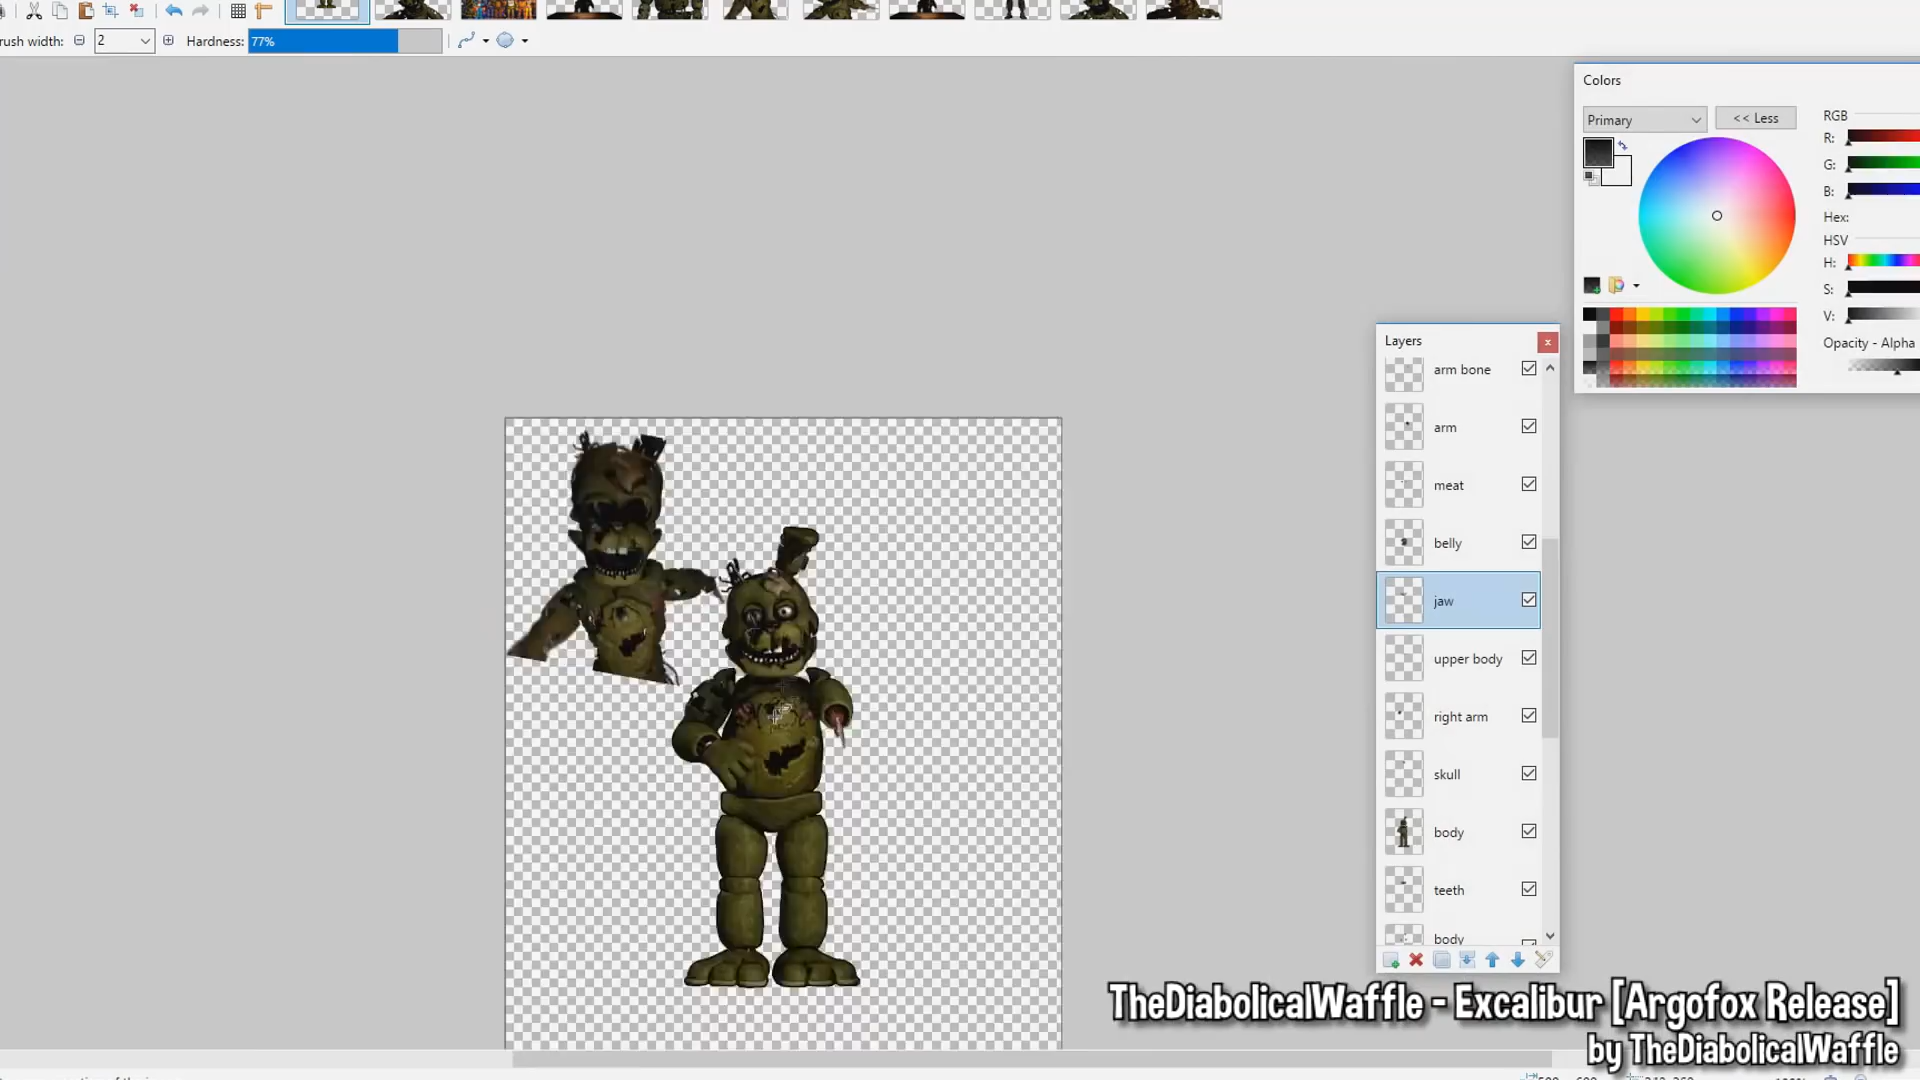 rush width:
2
Hardness:
77%
Colors
Primary
<< Less
RGB
R:
G:
B:
Hex:
HSV
H:
S:
V:
Opacity - Alpha
Layers
arm bone
arm
meat
belly
jaw
upper body
right arm
skull
body
teeth
body
TheDiabolicalWaffle - Excalibur [Argofox Release]
by TheDiabolicalWaffle